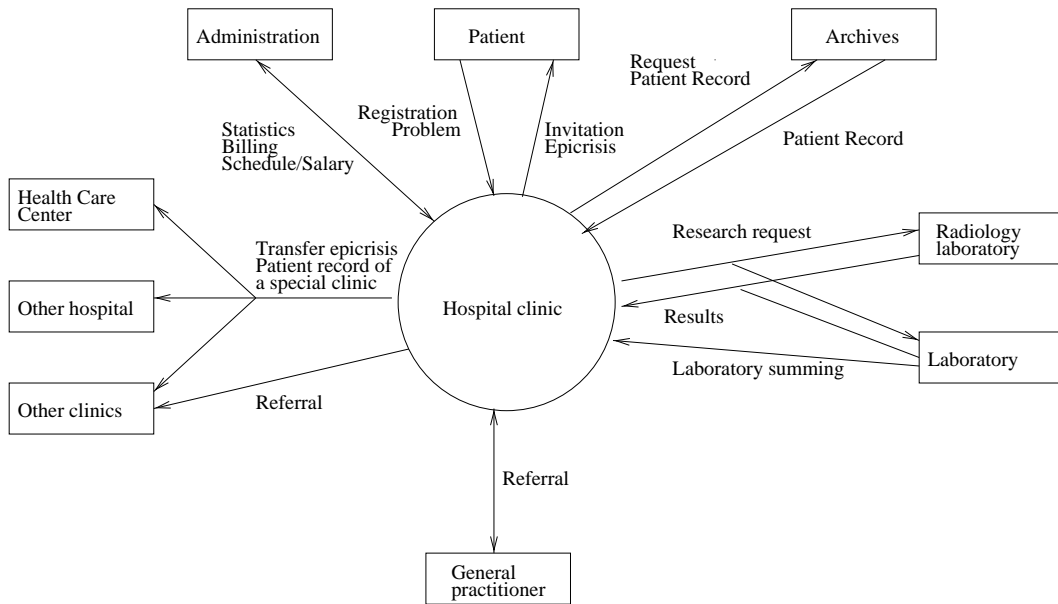 Administration
Patient
Archives
Request
Patient Record
Registration
Problem
Invitation
Epicrisis
Statistics
Billing
Schedule/Salary
Patient Record
Health Care
Center
Transfer epicrisis
Patient record of
a special clinic
Research request
Radiology
laboratory
Other hospital
Hospital clinic
Results
Laboratory
Laboratory summing
Other clinics
Referral
Referral
General
practitioner